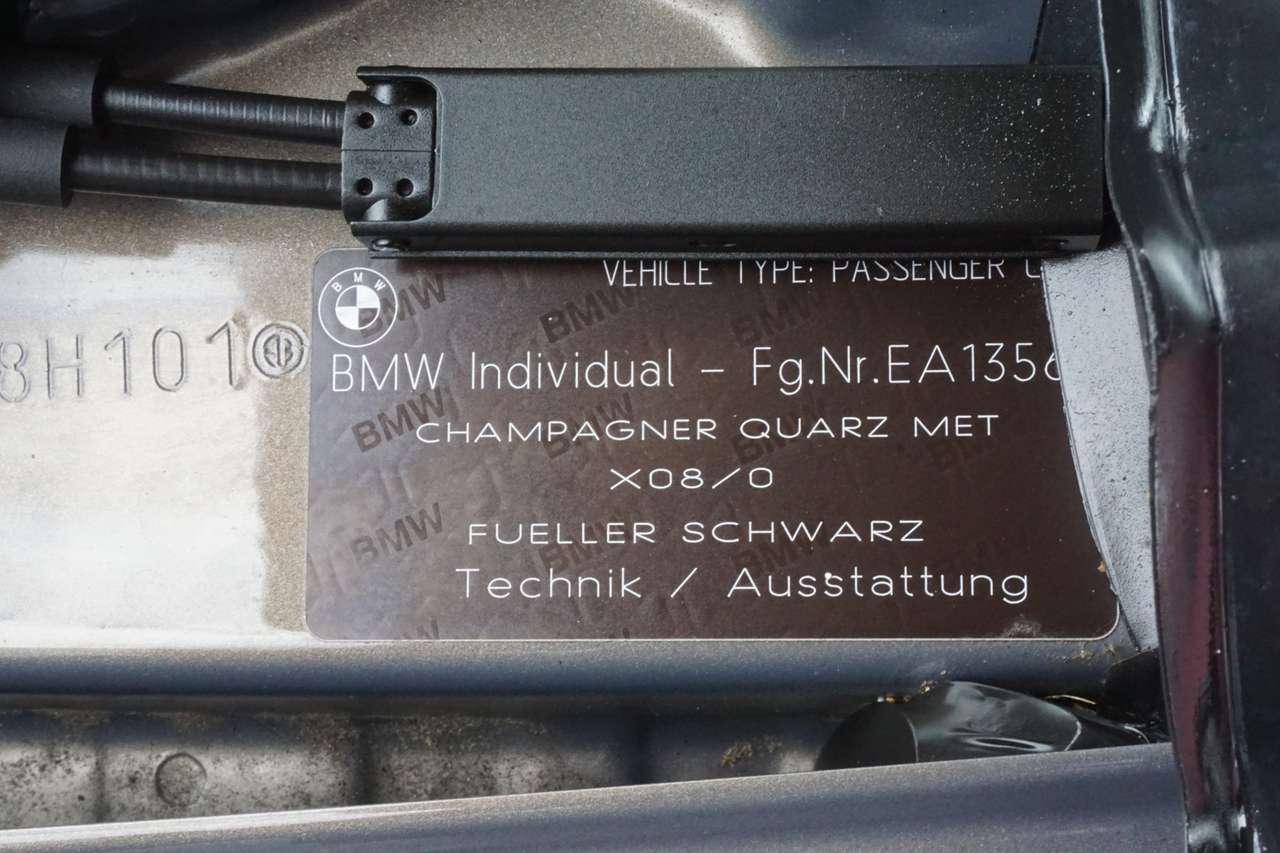 VEHICLE TYPE: PASSENGER
BMW
8H101
BMW Individual - Fg.Nr.EA1356
CHAMPAGNER QUARZ MET
X08/0
FUELLER SCHWARZ
Technik / Ausstattung